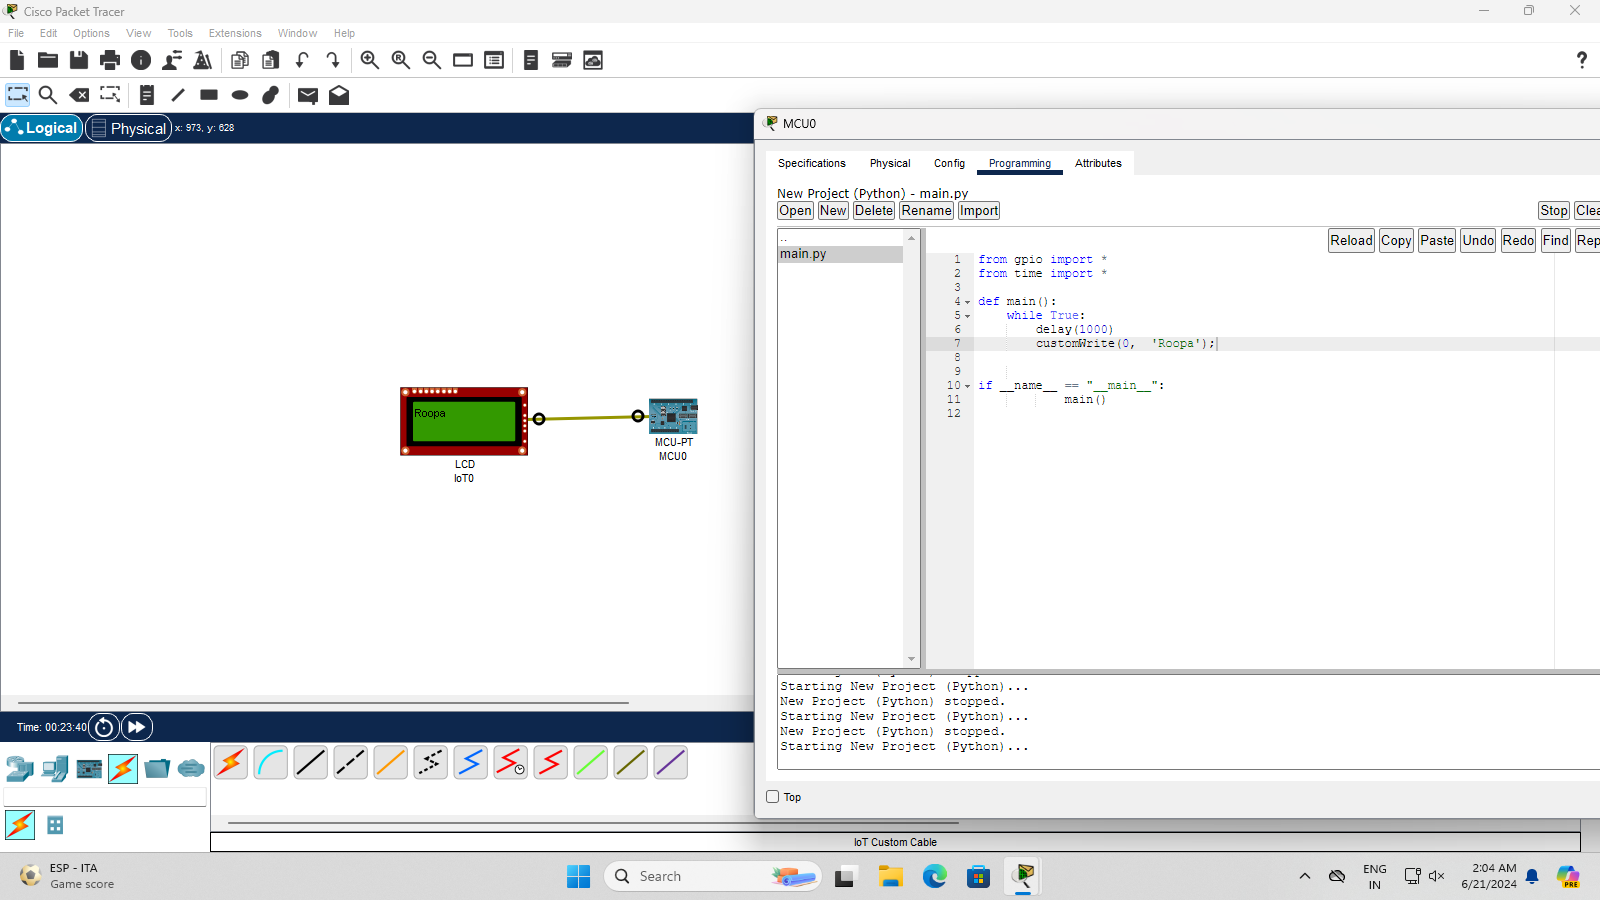 Cisco Packet Tracer
File Edit Options View Tools Extensions Window Help
?
Logical Physical x: 973, y: 628
MCU0
Specifications Physical Config Programming Attributes
New Project (Python) - main.py
Open New Delete Rename Import Stop Clea
Reload Copy Paste Undo Redo Find Rep
..
main.py
1 from gpio import *
2 from time import *
3
4 def main():
5 while True:
6 delay(1000)
7 customWrite(0, 'Roopa');
8
9
10 if __name__ == "__main__":
11 main()
12
Roopa
LCD
IoT0
MCU-PT
MCU0
Starting New Project (Python)...
New Project (Python) stopped.
Starting New Project (Python)...
New Project (Python) stopped.
Starting New Project (Python)...
Top
Time: 00:23:40
IoT Custom Cable
ESP - ITA
Game score
Search
ENG
IN
2:04 AM
6/21/2024
PRE